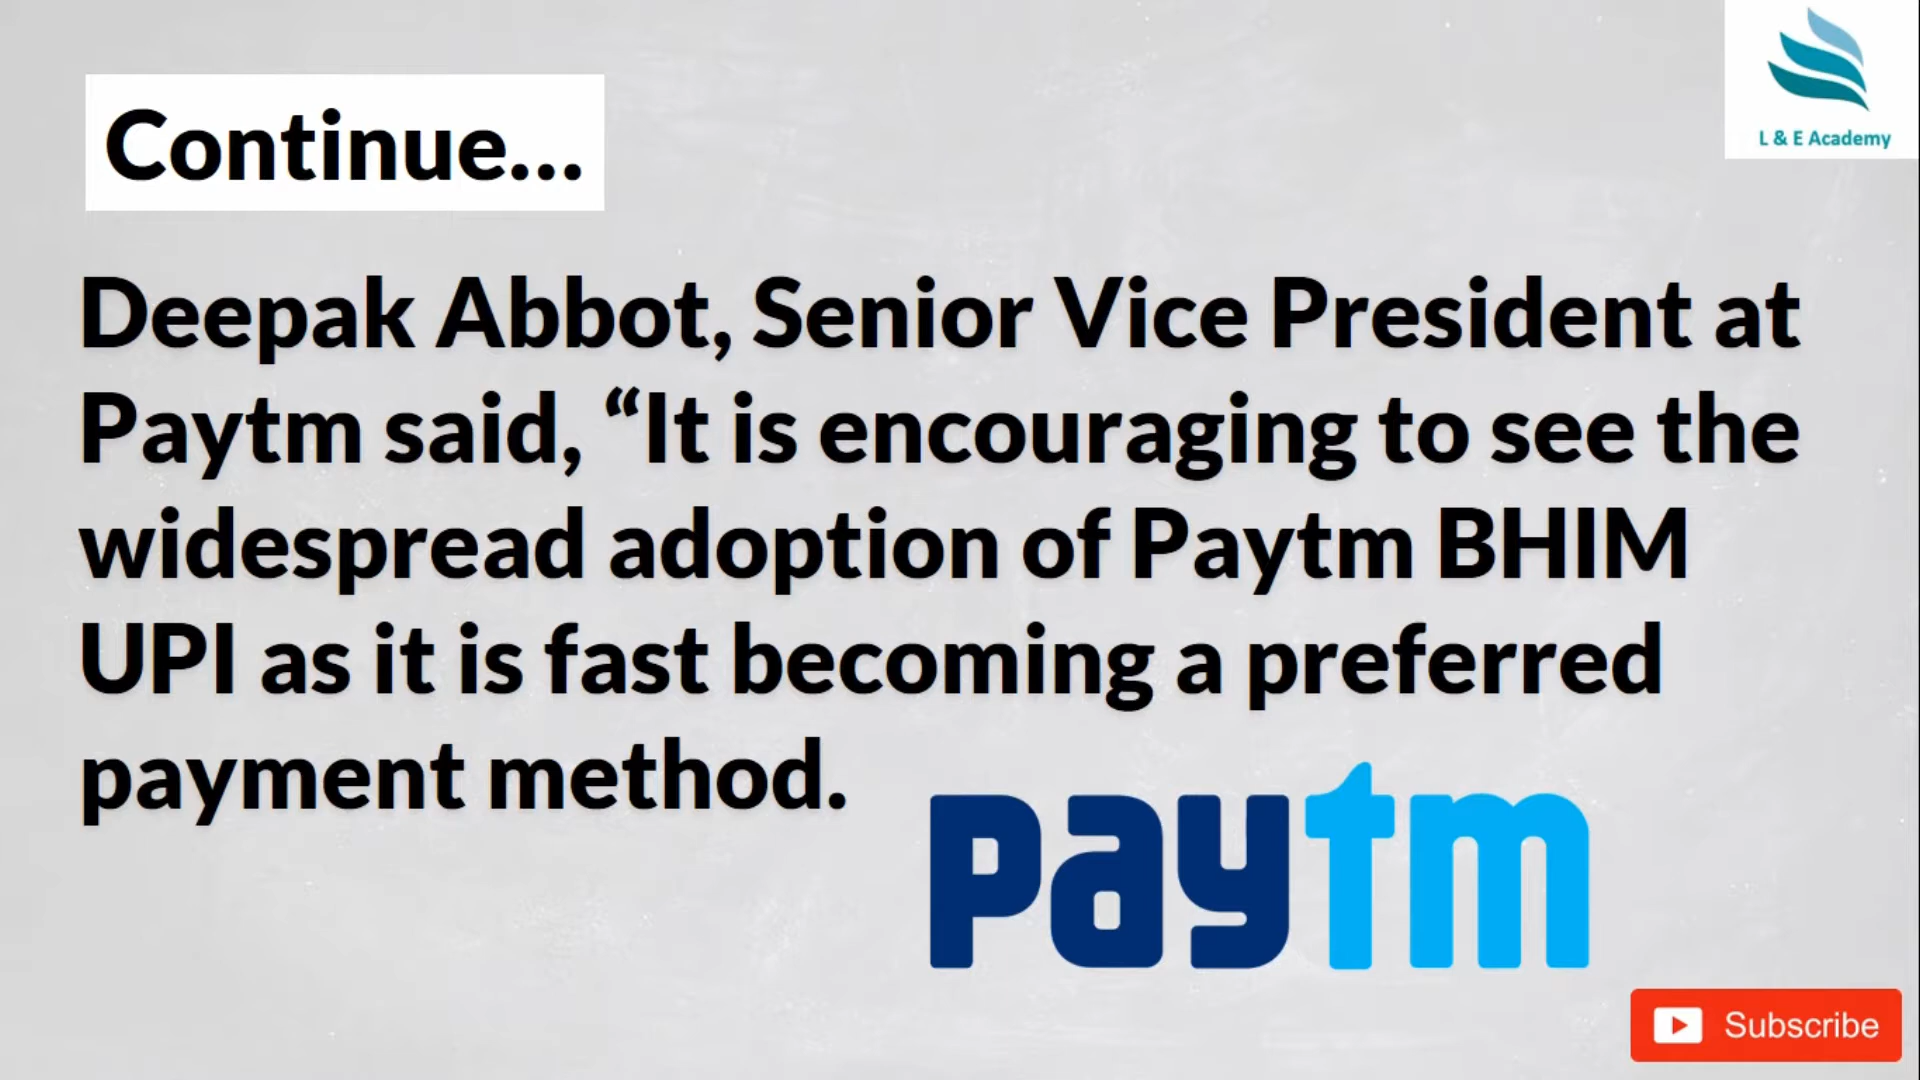 L & E Academy
Continue...
Deepak Abbot, Senior Vice President at
Paytm said, “It is encouraging to see the
widespread adoption of Paytm BHIM
UPI as it is fast becoming a preferred
payment method.
paytm
Subscribe